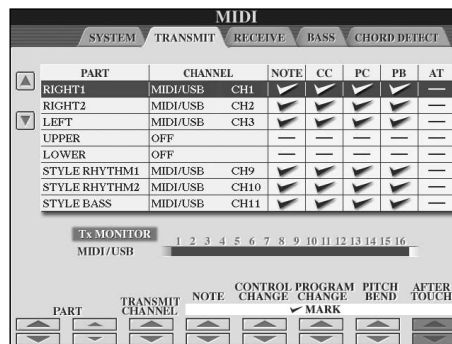 MIDI
SYSTEM TRANSMIT RECEIVE BASS CHORD DETECT
PART CHANNEL NOTE CC PC PB AT
RIGHT1 MIDI/USB CH1
RIGHT2 MIDI/USB CH2
LEFT MIDI/USB CH3
UPPER OFF
LOWER OFF
STYLE RHYTHM1 MIDI/USB CH9
STYLE RHYTHM2 MIDI/USB CH10
STYLE BASS MIDI/USB CH11
Tx MONITOR
1 2 3 4 5 6 7 8 9 10 11 12 13 14 15 16
MIDI/USB
PART TRANSMIT CHANNEL NOTE CONTROL CHANGE PROGRAM CHANGE PITCH BEND AFTER TOUCH
MARK